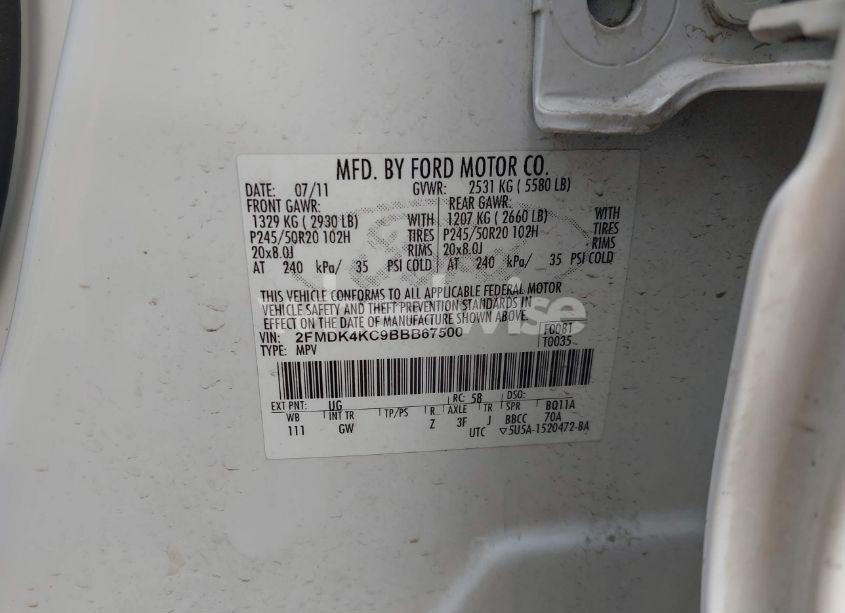 MFD. BY FORD MOTOR CO.
DATE: 07/11 GVWR: 2531 KG ( 5580 LB)
FRONT GAWR: REAR GAWR:
1329 KG ( 2930 LB) WITH 1207 KG ( 2660 LB) WITH
P245/50R20 102H TIRES P245/50R20 102H TIRES
20x8.0J RIMS 20x8.0J RIMS
AT 240 kPa/ 35 PSI COLD AT 240 kPa/ 35 PSI COLD
THIS VEHICLE CONFORMS TO ALL APPLICABLE FEDERAL MOTOR
VEHICLE SAFETY AND THEFT PREVENTION STANDARDS IN
EFFECT ON THE DATE OF MANUFACTURE SHOWN ABOVE.
VIN: 2FMDK4KC9BBB67500 F0081
TYPE: MPV T0035
EXT PNT: UG RC: 58 DSO:
WB INT TR TP/PS R AXLE TR SPR BQ11A
111 GW Z 3F J BBCC 70A
UTC ▽5U5A-1520472-BA